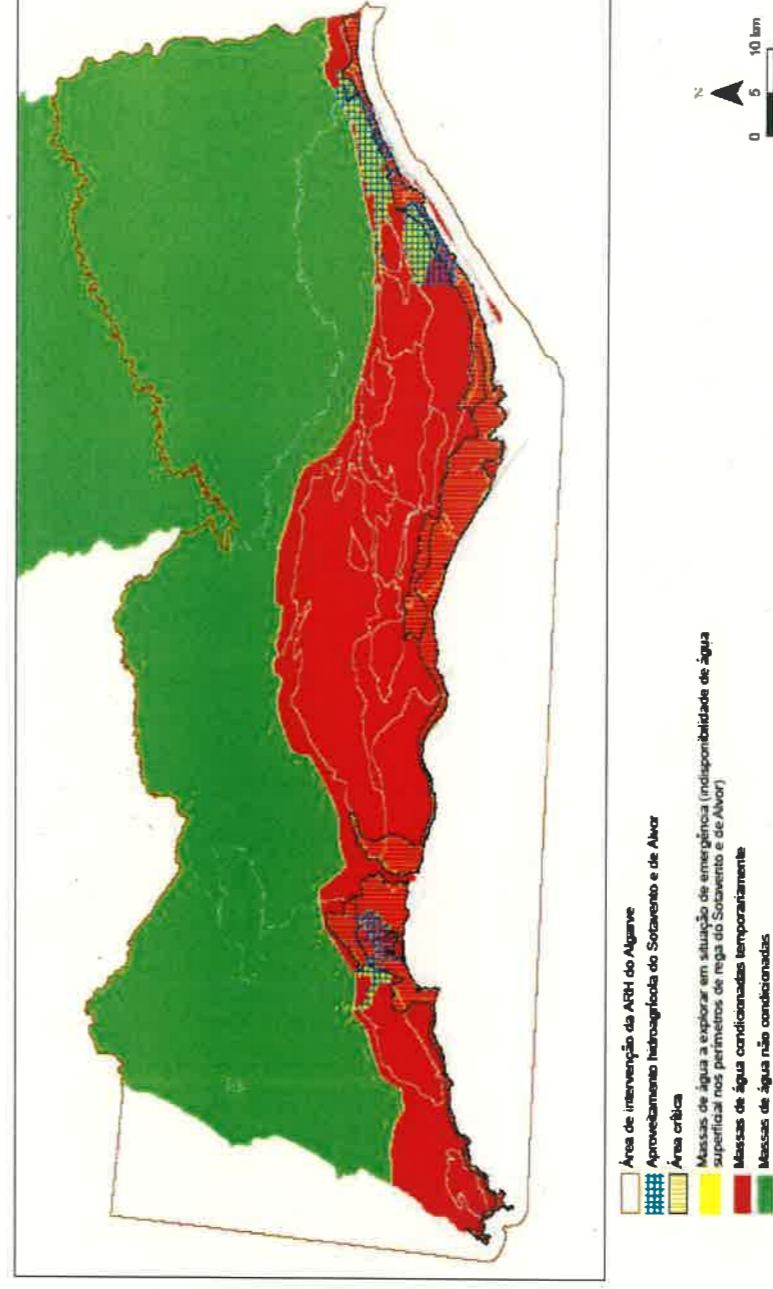 N
0 5 10 km
Área de intervenção da ARH do Algarve
Aproveitamento hidroagrícola do Sotavento e de Alvor
Área crítica
Massas de água a explorar em situação de emergência (indisponibilidade de água
superficial nos perímetros de rega do Sotavento e de Alvor)
Massas de água condicionadas temporariamente
Massas de água não condicionadas